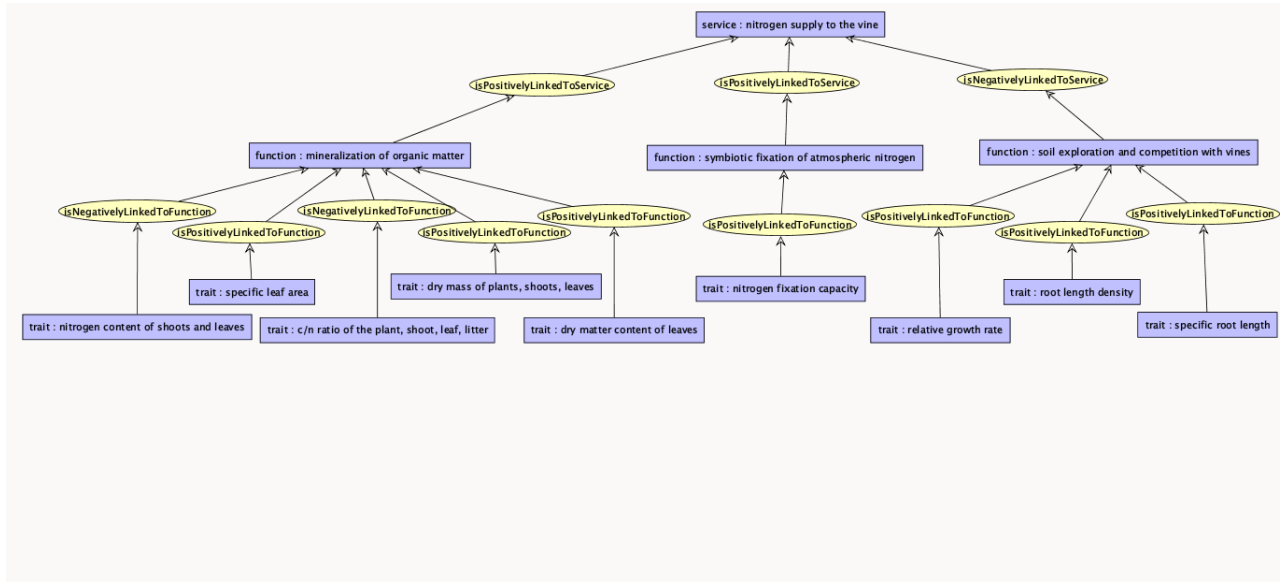 service : nitrogen supply to the vine
isPositivelyLinkedToService
isPositivelyLinkedToService
isNegativelyLinkedToService
function : mineralization of organic matter
function : symbiotic fixation of atmospheric nitrogen
function : soil exploration and competition with vines
isNegativelyLinkedToFunction
isPositivelyLinkedToFunction
isNegativelyLinkedToFunction
isPositivelyLinkedToFunction
isPositivelyLinkedToFunction
isPositivelyLinkedToFunction
isPositivelyLinkedToFunction
isPositivelyLinkedToFunction
isPositivelyLinkedToFunction
trait : specific leaf area
trait : dry mass of plants, shoots, leaves
trait : nitrogen fixation capacity
trait : root length density
trait : nitrogen content of shoots and leaves
trait : c/n ratio of the plant, shoot, leaf, litter
trait : dry matter content of leaves
trait : relative growth rate
trait : specific root length